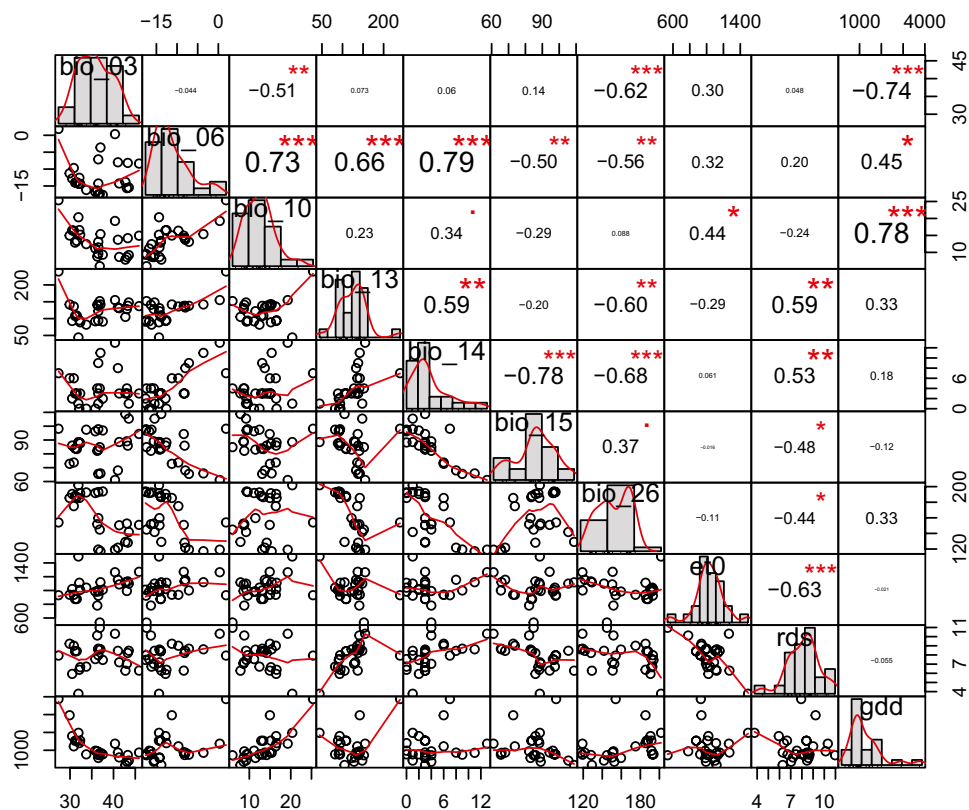 −15 0 50 200 60 90 600 1400 1000 4000
bio_03 −0.044 −0.51 ** 0.073 0.06 0.14 −0.62 *** 0.30 0.048 −0.74 *** 30 45
−15 0 bio_06 0.73 *** 0.66 *** 0.79 *** −0.50 ** −0.56 ** 0.32 0.20 0.45 *
bio_10 0.23 0.34 . −0.29 0.088 0.44 * −0.24 0.78 *** 10 25
50 200 bio_13 0.59 ** −0.20 −0.60 ** −0.29 0.59 ** 0.33
bio_14 −0.78 *** −0.68 *** 0.061 0.53 ** 0.18 0 6
60 90 bio_15 0.37 . −0.016 −0.48 * −0.12
bio_26 −0.11 −0.44 * 0.33 120 200
600 1400 et0 −0.63 *** −0.021
rds −0.055 4 7 11
1000 gdd
30 40 10 20 0 6 12 120 180 4 7 10